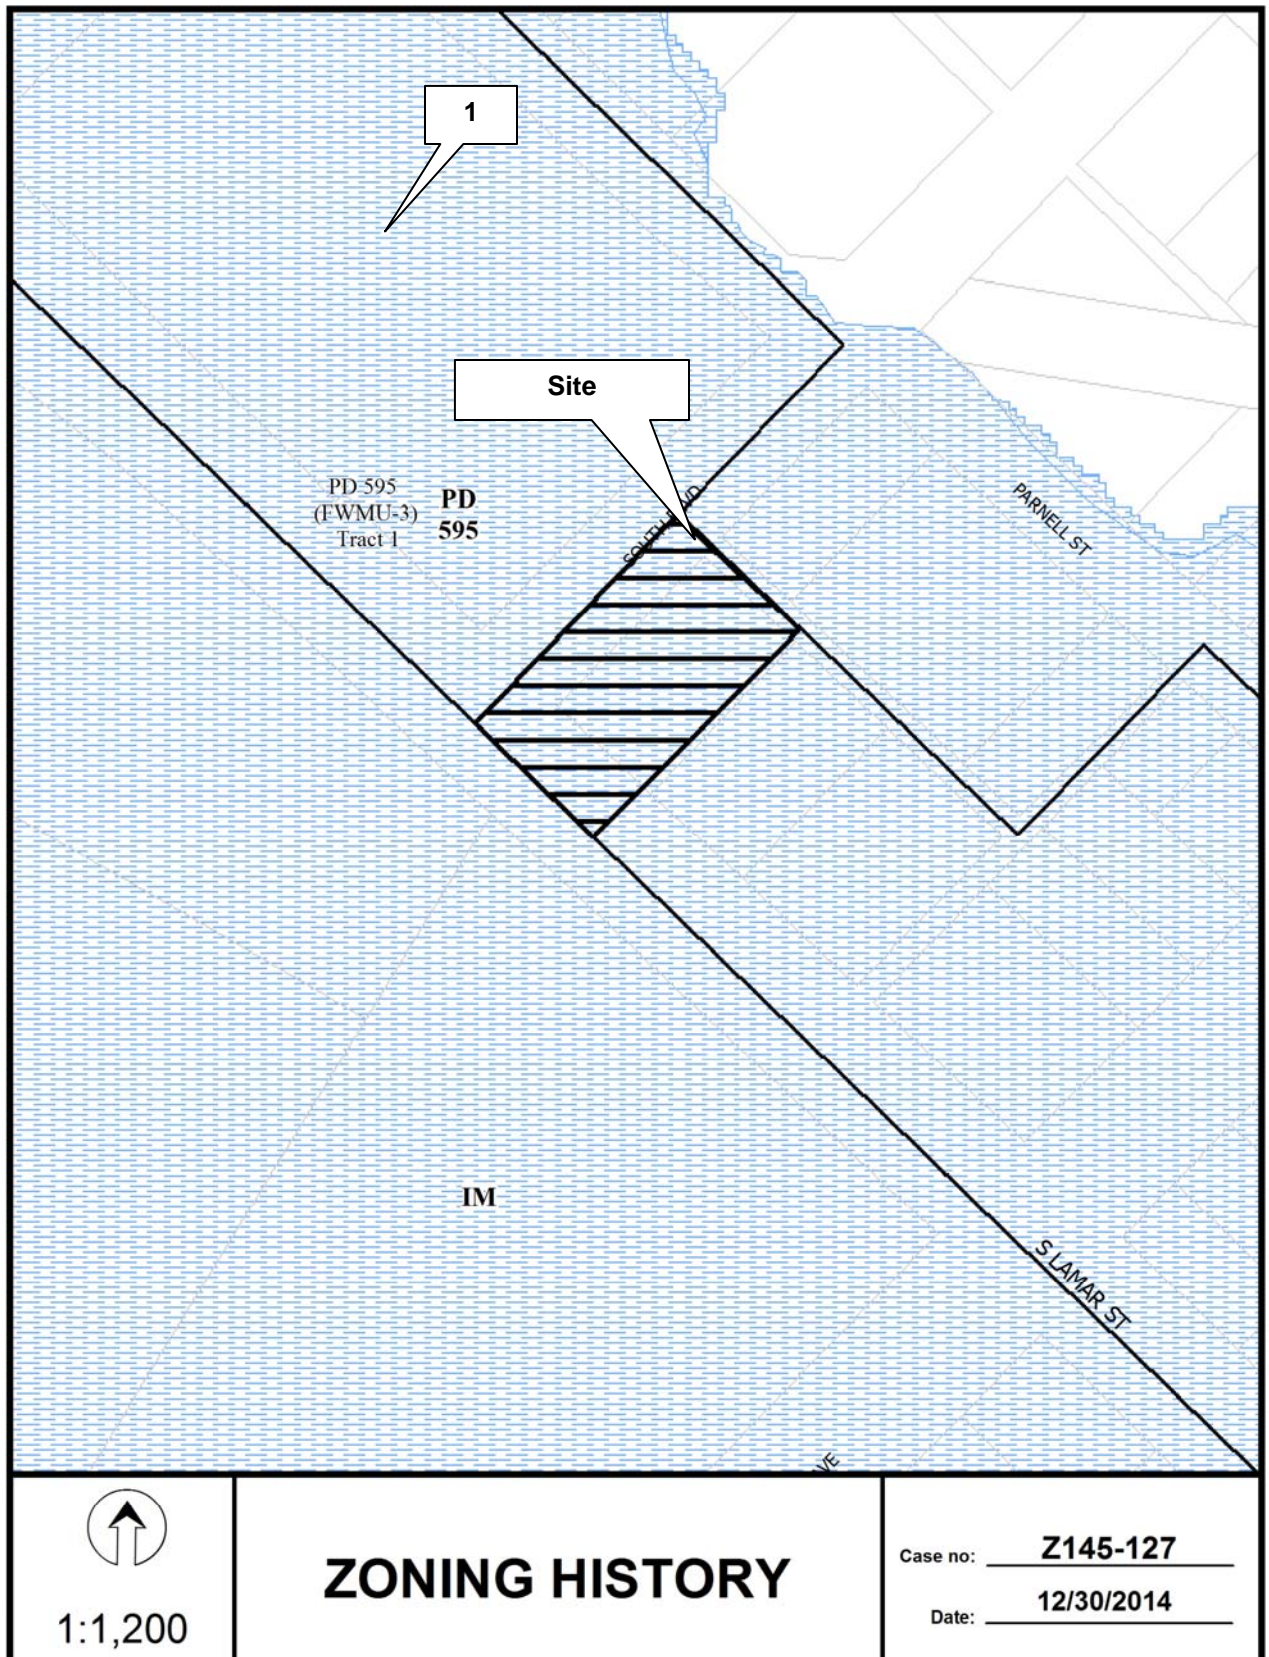 1
Site
PD 595
(FWMU-3)
Tract 1
PD
595
SOUTH
PARNELL ST
IM
S LAMAR ST
1:1,200
ZONING HISTORY
Case no: Z145-127
Date: 12/30/2014